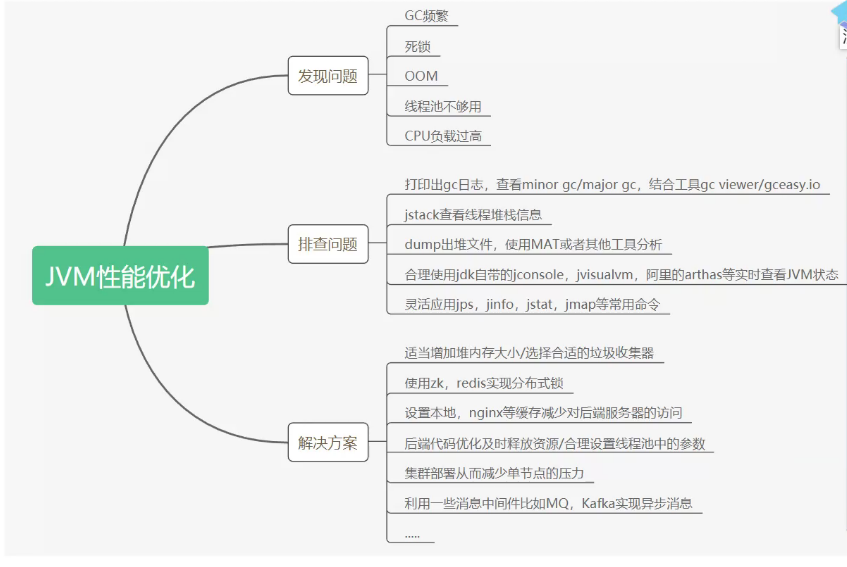 GC频繁
死锁
发现问题
OOM
线程池不够用
CPU负载过高
打印出gc日志，查看minor gc/major gc，结合工具gc viewer/gceasy.io
jstack查看线程堆栈信息
排查问题
dump出堆文件，使用MAT或者其他工具分析
JVM性能优化
合理使用jdk自带的jconsole，jvisualvm，阿里的arthas等实时查看JVM状态
灵活应用jps，jinfo，jstat，jmap等常用命令
适当增加堆内存大小/选择合适的垃圾收集器
使用zk，redis实现分布式锁
设置本地，nginx等缓存减少对后端服务器的访问
解决方案
后端代码优化及时释放资源/合理设置线程池中的参数
集群部署从而减少单节点的压力
利用一些消息中间件比如MQ，Kafka实现异步消息
.....